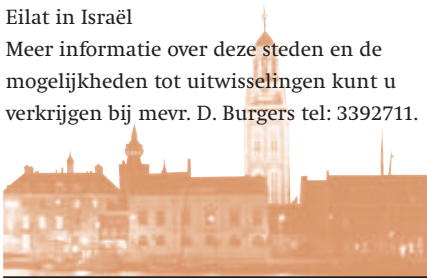 Eilat in Israël
Meer informatie over deze steden en de
mogelijkheden tot uitwisselingen kunt u
verkrijgen bij mevr. D. Burgers tel: 3392711.